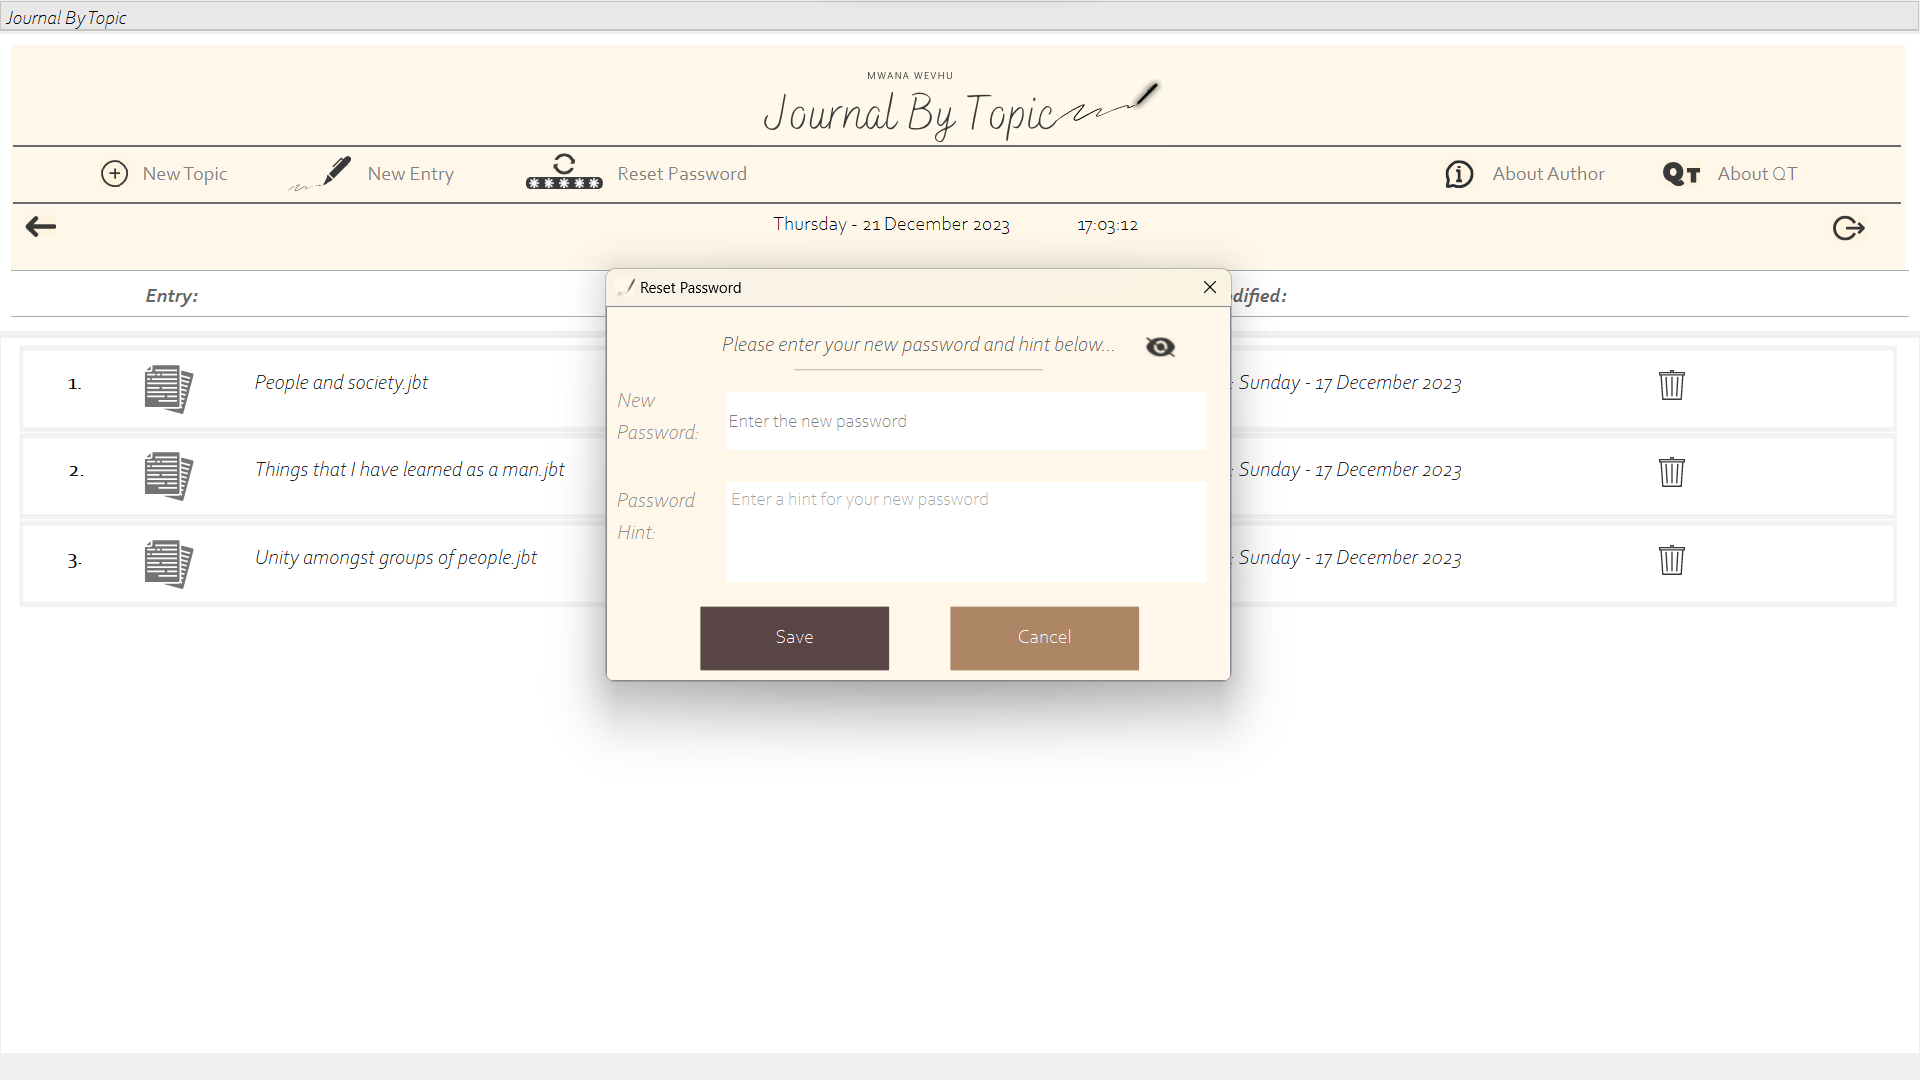 Journal By Topic
MWANA WEVHU
Journal By Topic
New Topic
New Entry
Reset Password
About Author
QT
About QT
Thursday - 21 December 2023
17:03:12
Entry:
dified:
Reset Password
Please enter your new password and hint below...
New
Password:
Enter the new password
Password
Hint:
Enter a hint for your new password
Save
Cancel
1.
People and society.jbt
: Sunday - 17 December 2023
2.
Things that I have learned as a man.jbt
: Sunday - 17 December 2023
3.
Unity amongst groups of people.jbt
: Sunday - 17 December 2023